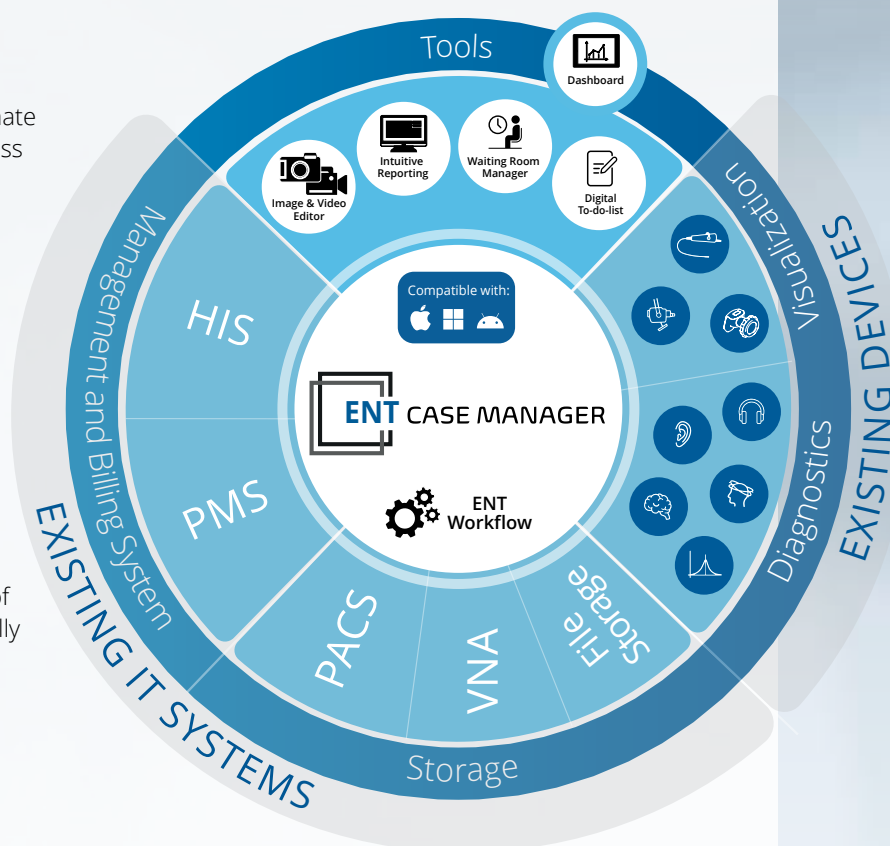 Tools
Dashboard
Intuitive
Reporting
Waiting Room
Manager
Image & Video
Editor
Digital
To-do-list
Management and Billing System
HIS
PMS
Visualization
Diagnostics
EXISTING DEVICES
Compatible with:
ENT CASE MANAGER
ENT
Workflow
PACS
VNA
File
Storage
Storage
EXISTING IT SYSTEMS